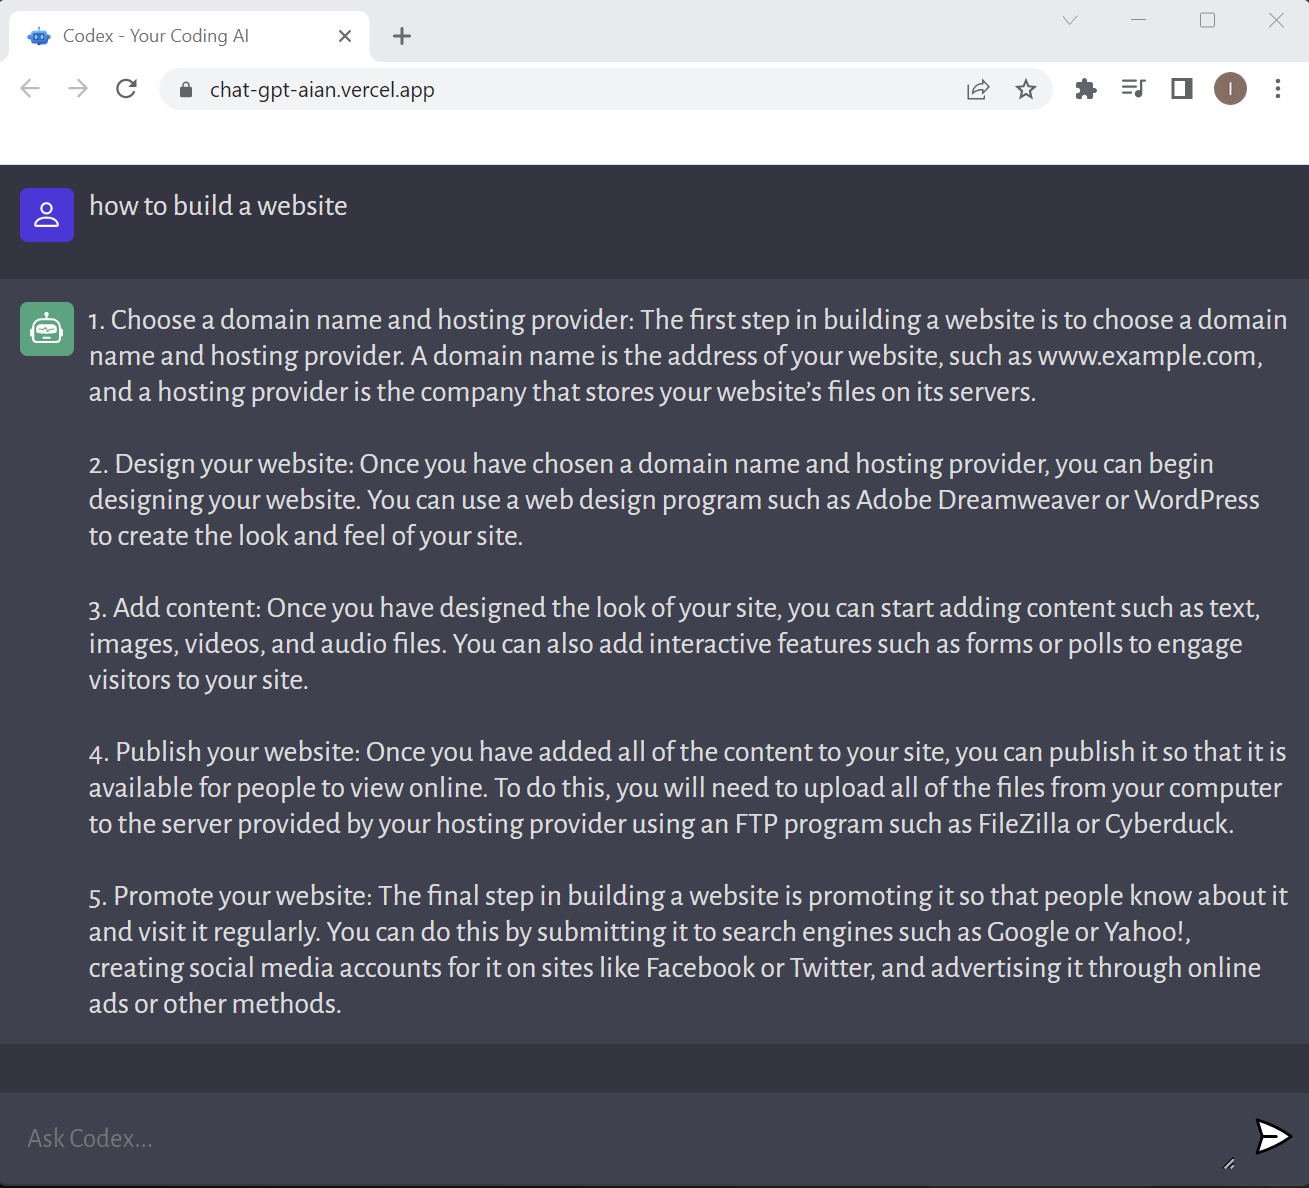 Codex - Your Coding AI
chat-gpt-aian.vercel.app
I
how to build a website
1. Choose a domain name and hosting provider: The first step in building a website is to choose a domain
name and hosting provider. A domain name is the address of your website, such as www.example.com,
and a hosting provider is the company that stores your website’s files on its servers.
2. Design your website: Once you have chosen a domain name and hosting provider, you can begin
designing your website. You can use a web design program such as Adobe Dreamweaver or WordPress
to create the look and feel of your site.
3. Add content: Once you have designed the look of your site, you can start adding content such as text,
images, videos, and audio files. You can also add interactive features such as forms or polls to engage
visitors to your site.
4. Publish your website: Once you have added all of the content to your site, you can publish it so that it is
available for people to view online. To do this, you will need to upload all of the files from your computer
to the server provided by your hosting provider using an FTP program such as FileZilla or Cyberduck.
5. Promote your website: The final step in building a website is promoting it so that people know about it
and visit it regularly. You can do this by submitting it to search engines such as Google or Yahoo!,
creating social media accounts for it on sites like Facebook or Twitter, and advertising it through online
ads or other methods.
Ask Codex...